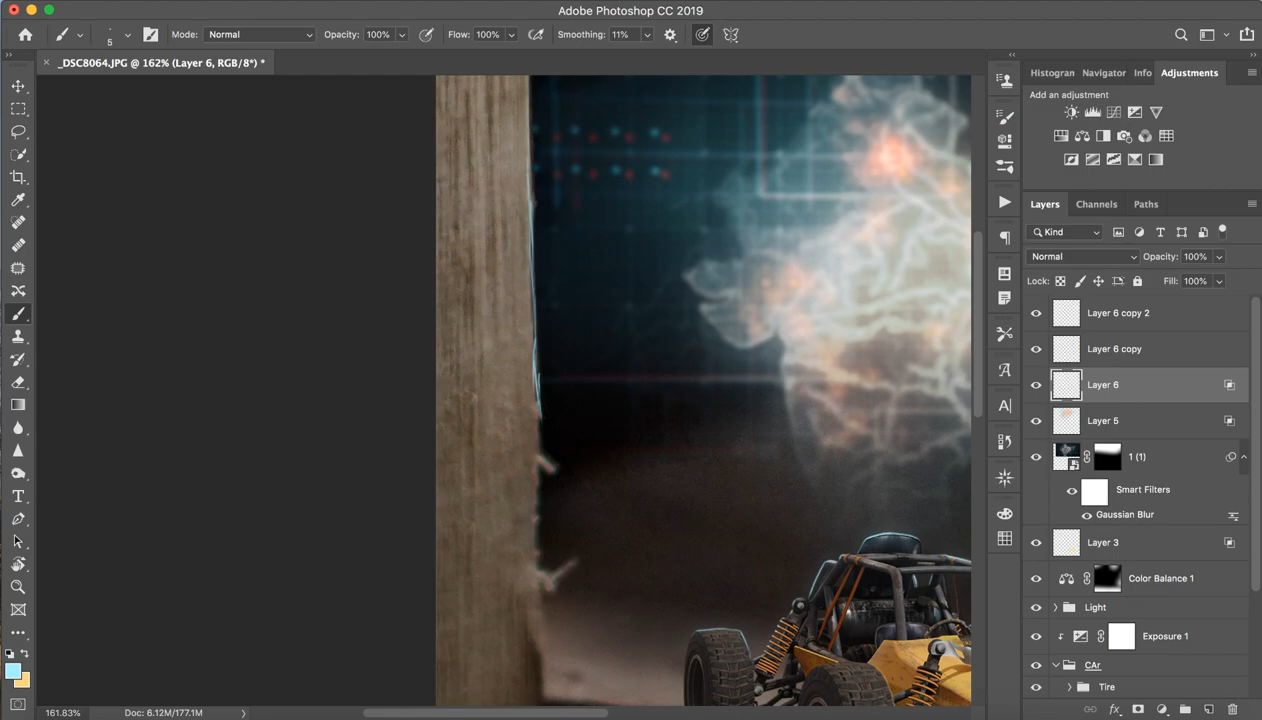 Adobe Photoshop CC 2019
5
Mode: Normal
Opacity: 100%
Flow: 100%
Smoothing: 11%
_DSC8064.JPG @ 162% (Layer 6, RGB/8*) *
Histogran
Navigator
Info
Adjustments
Add an adjustment
Layers
Channels
Paths
Kind
Normal
Opacity: 100%
Lock:
Fill: 100%
Layer 6 copy 2
Layer 6 copy
Layer 6
Layer 5
1 (1)
Smart Filters
Gaussian Blur
Layer 3
Color Balance 1
Light
Exposure 1
CAr
Tire
161.83%
Doc: 6.12M/177.1M